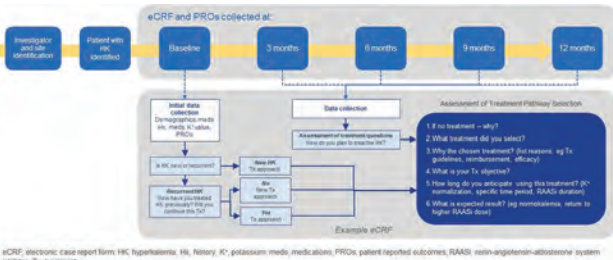 eCRF and PROs collected at:
Investigator
and site
identification
Patient with
HK
identified
Baseline
3 months
6 months
9 months
12 months
Initial data
collection
Demographics, meds
Hx, meds, K⁺ value,
PROs
Data collection
Assessment of treatment questions
How do you plan to treat the HK?
Is HK new or recurrent?
New HK
Tx approach
Recurrent HK
How have you treated
HK previously? Will you
continue this Tx?
No
New Tx
approach
Yes
Tx approach
Example eCRF
Assessment of Treatment Pathway Selection
1. If no treatment – why?
2. What treatment did you select?
3. Why the chosen treatment? (list reasons: eg Tx
guidelines, reimbursement, efficacy)
4. What is your Tx objective?
5. How long do you anticipate using this treatment? (K⁺
normalization, specific time period, RAASi duration)
6. What is expected result? (eg normokalemia, return to
higher RAASi dose)
eCRF, electronic case report form; HK, hyperkalemia; Hx, history; K⁺, potassium; meds, medications; PROs, patient reported outcomes; RAASi, renin-angiotensin-aldosterone system